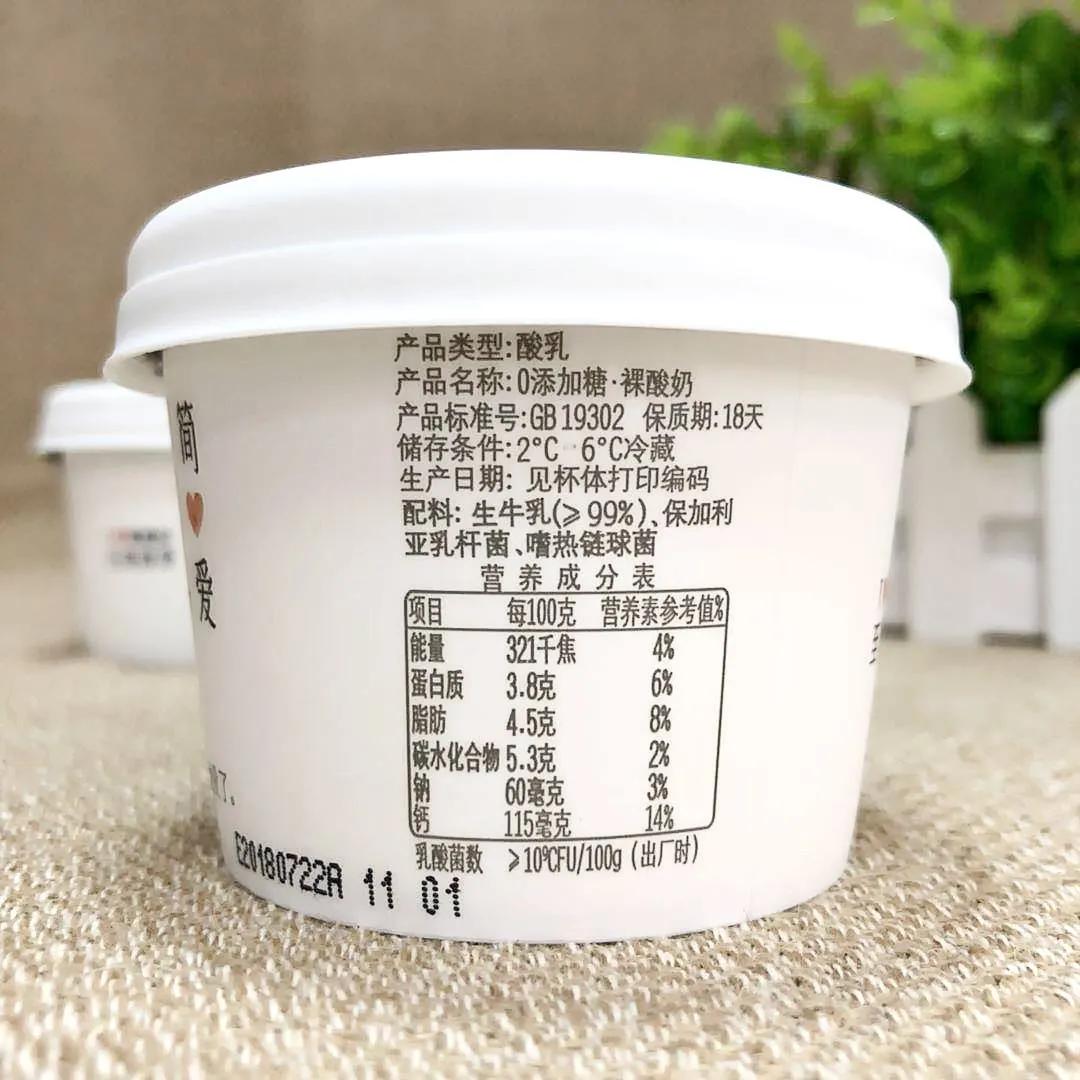 产品类型:酸乳
产品名称:0添加糖·裸酸奶
产品标准号:GB 19302 保质期:18天
储存条件:2°C - 6°C冷藏
生产日期: 见杯体打印编码
配料: 生牛乳(≥99%)、保加利
亚乳杆菌、嗜热链球菌
营养成分表
项目 每100克 营养素参考值%
能量 321千焦 4%
蛋白质 3.8克 6%
脂肪 4.5克 8%
碳水化合物 5.3克 2%
钠 60毫克 3%
钙 115毫克 14%
乳酸菌数 ≥10⁹CFU/100g (出厂时)
简
爱
了。
E20180722A 11 01